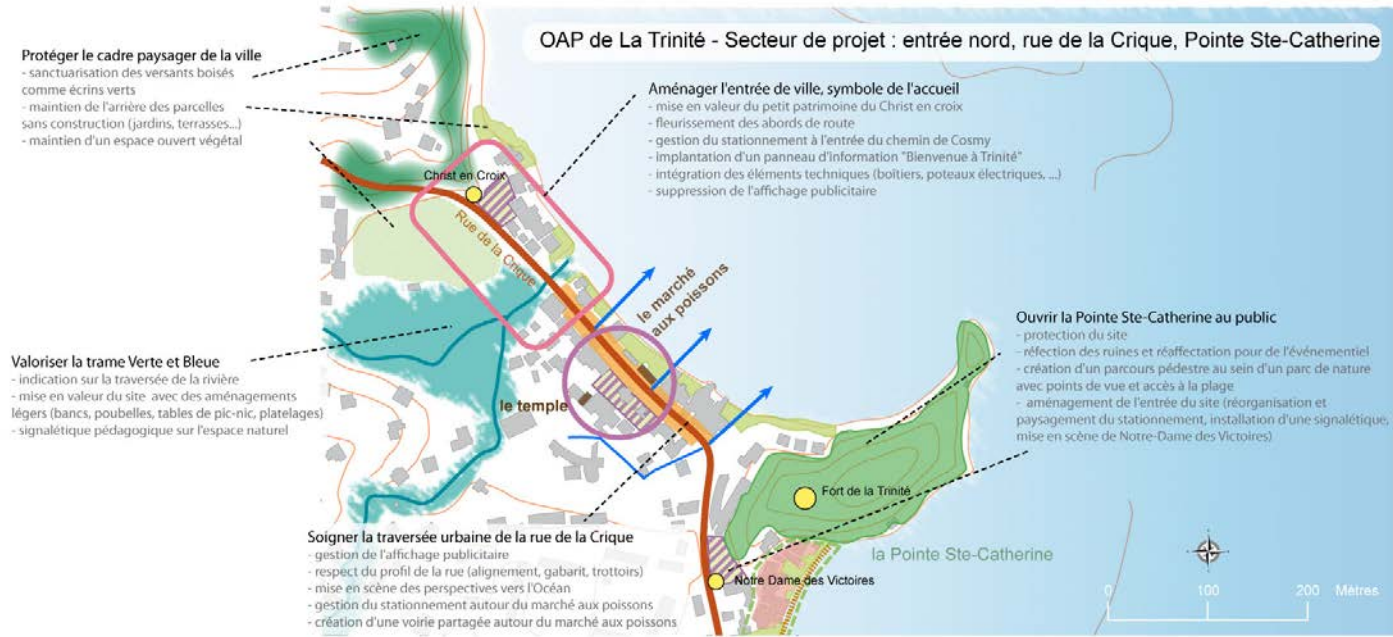 OAP de La Trinité - Secteur de projet : entrée nord, rue de la Crique, Pointe Ste-Catherine
Protéger le cadre paysager de la ville
- sanctuarisation des versants boisés
comme écrins verts
- maintien de l'arrière des parcelles
sans construction (jardins, terrasses...)
- maintien d'un espace ouvert végétal
Aménager l'entrée de ville, symbole de l'accueil
- mise en valeur du petit patrimoine du Christ en croix
- fleurissement des abords de route
- gestion du stationnement à l'entrée du chemin de Cosmy
- implantation d'un panneau d'information "Bienvenue à Trinité"
- intégration des éléments techniques (boîtiers, poteaux électriques, ...)
- suppression de l'affichage publicitaire
Christ en Croix
Rue de la Crique
le marché
aux poissons
Valoriser la trame Verte et Bleue
- indication sur la traversée de la rivière
- mise en valeur du site avec des aménagements
légers (bancs, poubelles, tables de pic-nic, platelages)
- signalétique pédagogique sur l'espace naturel
le temple
Ouvrir la Pointe Ste-Catherine au public
- protection du site
- réfection des ruines et réaffectation pour de l'événementiel
- création d'un parcours pédestre au sein d'un parc de nature
avec points de vue et accès à la plage
- aménagement de l'entrée du site (réorganisation et
paysagement du stationnement, installation d'une signalétique,
mise en scène de Notre-Dame des Victoires)
Fort de la Trinité
Soigner la traversée urbaine de la rue de la Crique
- gestion de l'affichage publicitaire
- respect du profil de la rue (alignement, gabarit, trottoirs)
- mise en scène des perspectives vers l'Océan
- gestion du stationnement autour du marché aux poissons
- création d'une voirie partagée autour du marché aux poissons
la Pointe Ste-Catherine
Notre Dame des Victoires
0 100 200 Mètres